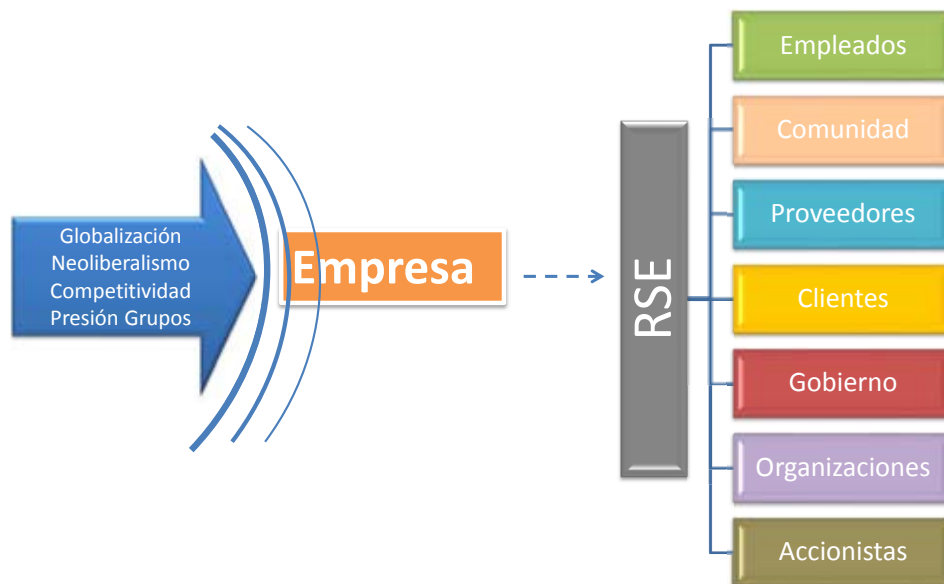 Globalización
Neoliberalismo
Competitividad
Presión Grupos
Empresa
RSE
Empleados
Comunidad
Proveedores
Clientes
Gobierno
Organizaciones
Accionistas